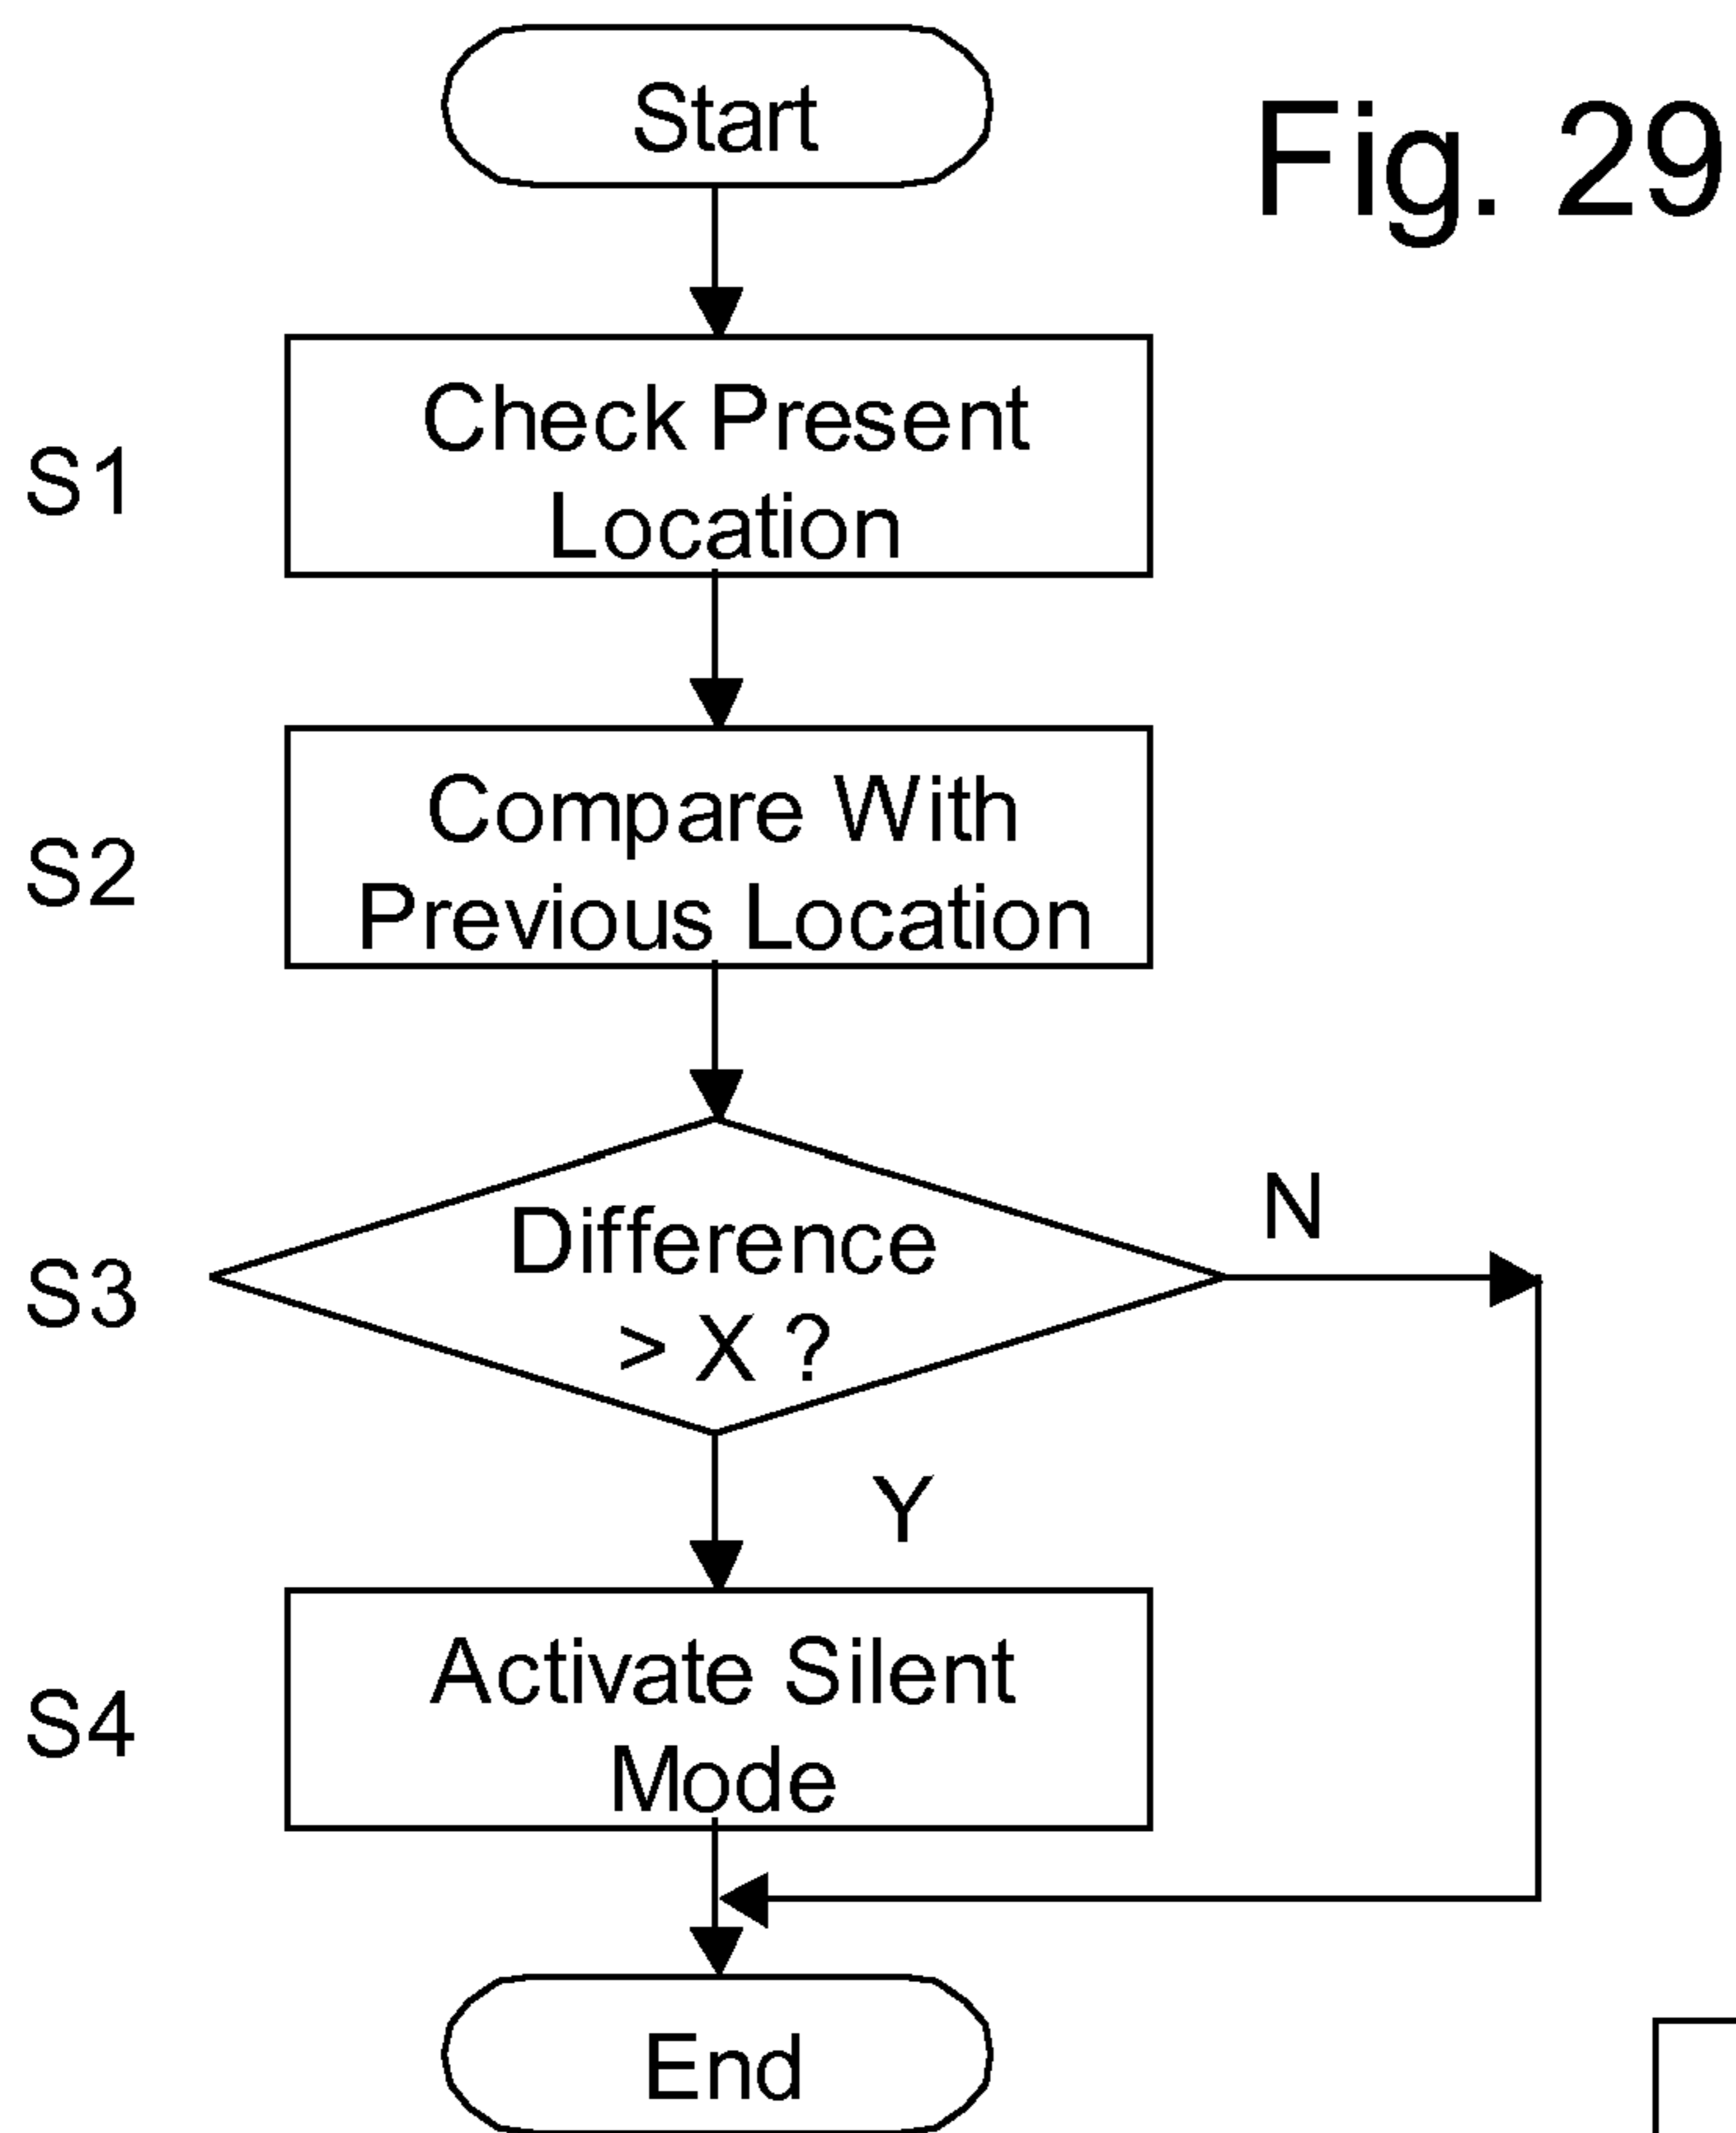 Start
Fig. 29
S1
Check Present
Location
S2
Compare With
Previous Location
S3
Difference
> X ?
N
Y
S4
Activate Silent
Mode
End